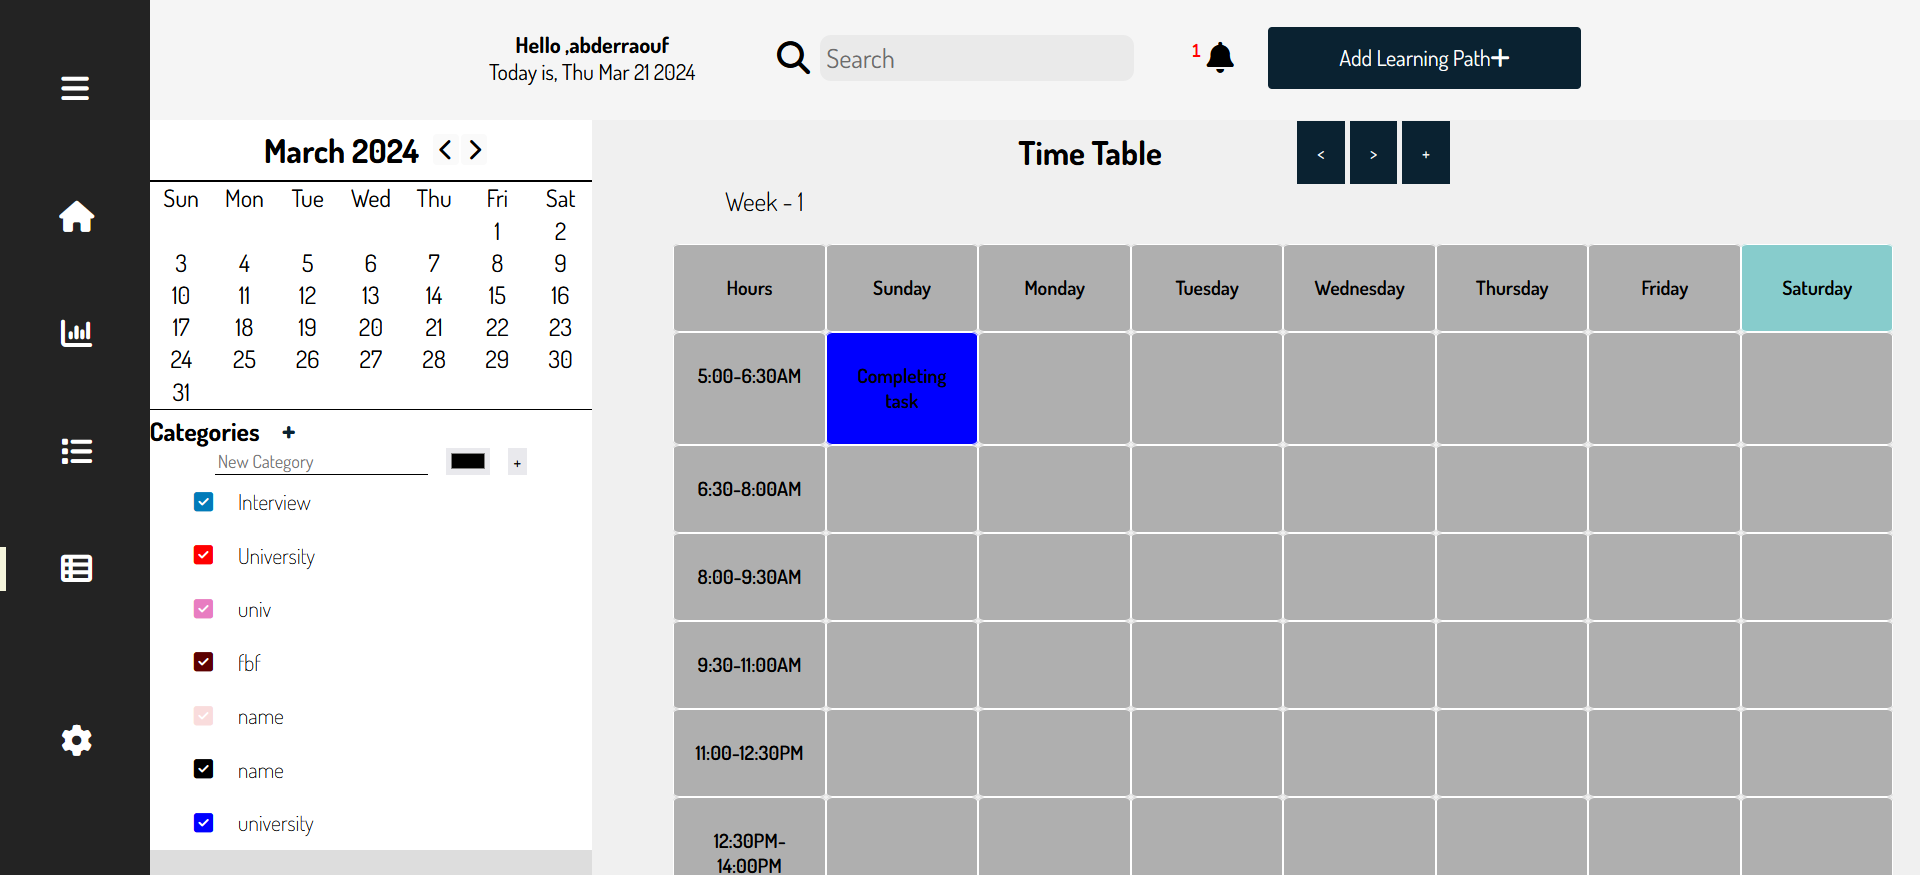 Hello ,abderraouf
Today is, Thu Mar 21 2024
Search
1
Add Learning Path+
March 2024 < >
Sun Mon Tue Wed Thu Fri Sat
1 2
3 4 5 6 7 8 9
10 11 12 13 14 15 16
17 18 19 20 21 22 23
24 25 26 27 28 29 30
31
Categories +
New Category +
Interview
University
univ
fbf
name
name
university
Time Table < > +
Week - 1
Hours Sunday Monday Tuesday Wednesday Thursday Friday Saturday
5:00-6:30AM Completing
task
6:30-8:00AM
8:00-9:30AM
9:30-11:00AM
11:00-12:30PM
12:30PM-
14:00PM